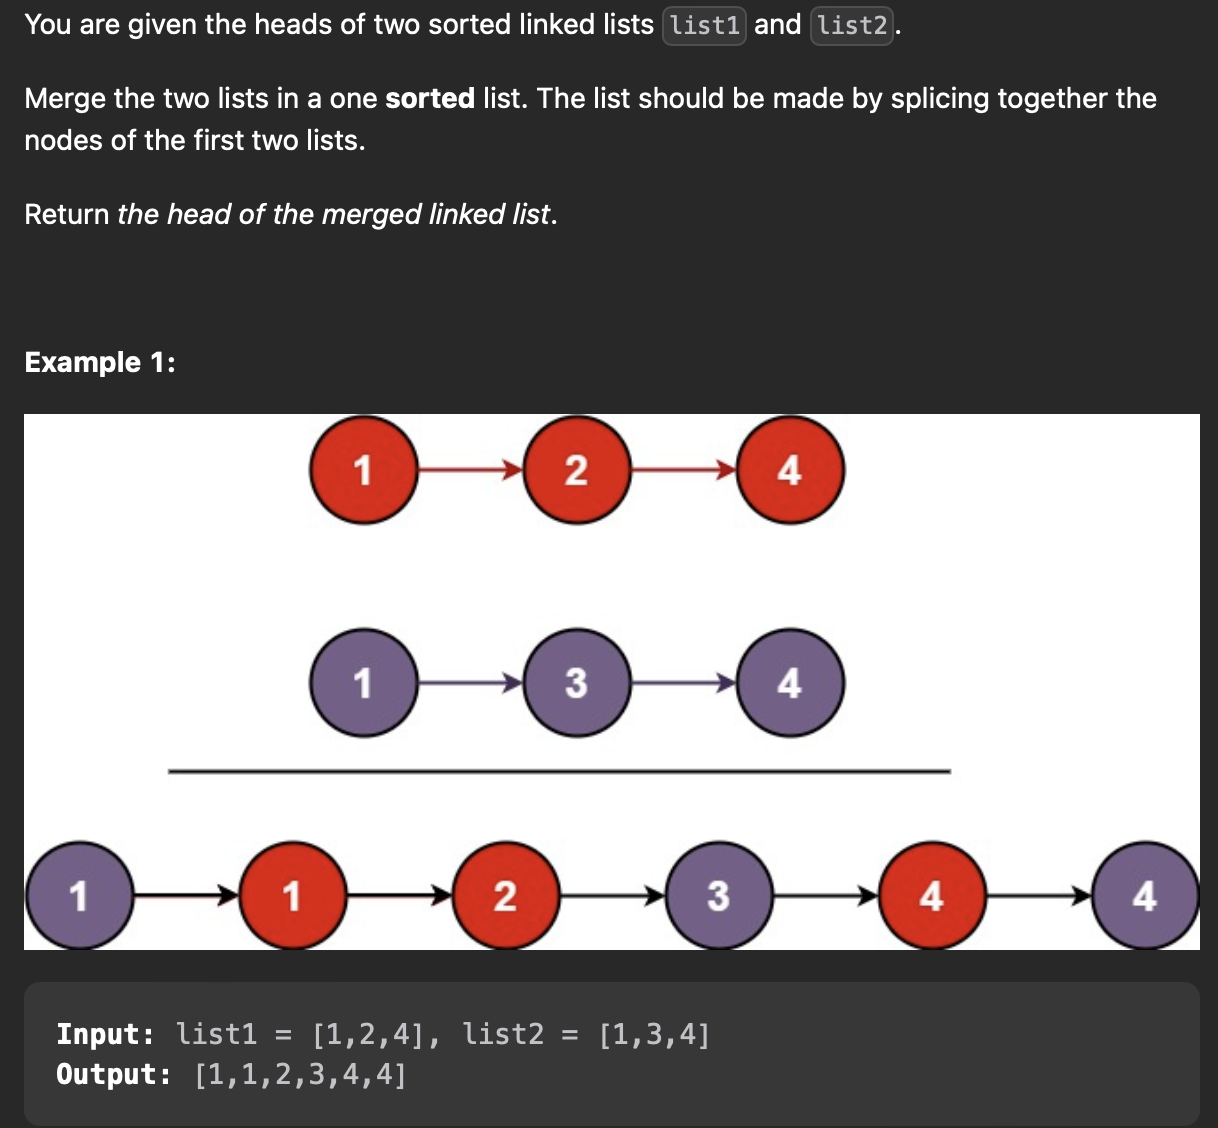 You are given the heads of two sorted linked lists list1 and list2.
Merge the two lists in a one sorted list. The list should be made by splicing together the
nodes of the first two lists.
Return the head of the merged linked list.
Example 1:
1 2 4
1 3 4
1 1 2 3 4 4
Input: list1 = [1,2,4], list2 = [1,3,4]
Output: [1,1,2,3,4,4]